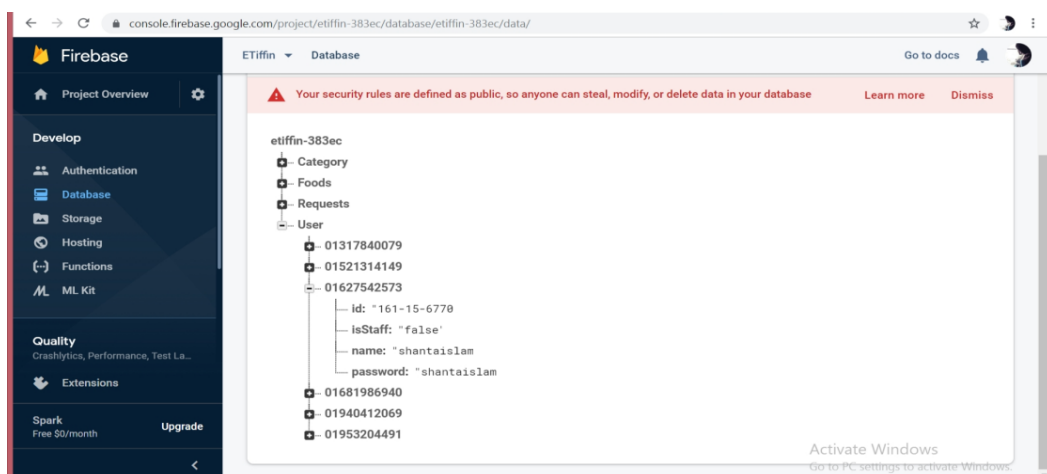 console.firebase.google.com/project/etiffin-383ec/database/etiffin-383ec/data/
Firebase
ETiffin Database Go to docs
Project Overview
Your security rules are defined as public, so anyone can steal, modify, or delete data in your database Learn more Dismiss
Develop
Authentication
Database
Storage
Hosting
Functions
ML Kit
Quality
Crashlytics, Performance, Test La...
Extensions
Spark
Free $0/month
Upgrade
etiffin-383ec
Category
Foods
Requests
User
01317840079
01521314149
01627542573
id: "161-15-6770
isStaff: "false'
name: "shantaislam
password: "shantaislam
01681986940
01940412069
01953204491
Activate Windows
Go to PC settings to activate Windows.